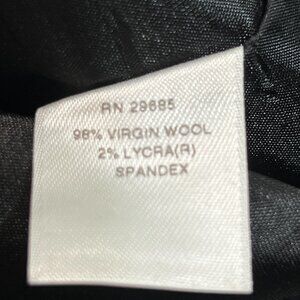 RN 29685
98% VIRGIN WOOL
2% LYCRA(R)
SPANDEX